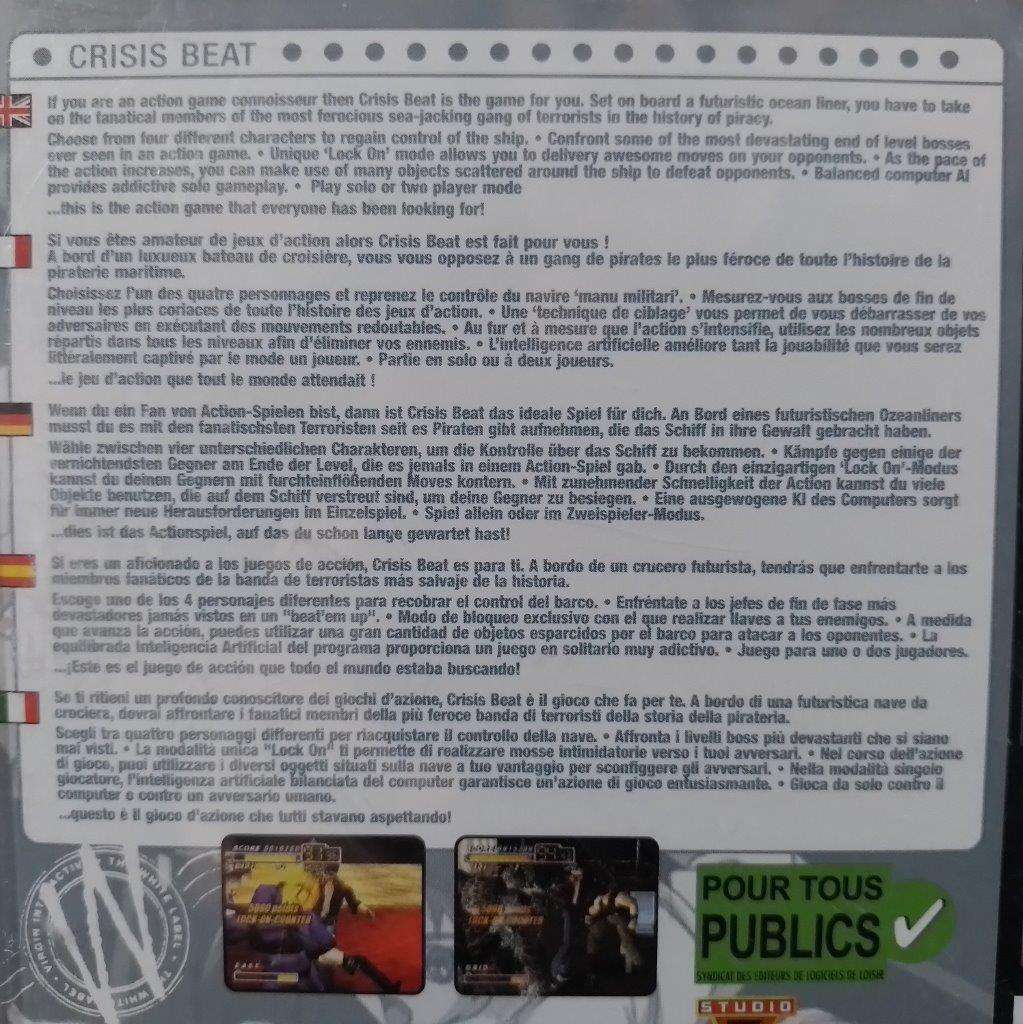 CRISIS BEAT
If you are an action game connoisseur then Crisis Beat is the game for you. Set on board a futuristic ocean liner, you have to take
on the fanatical members of the most ferocious sea-jacking gang of terrorists in the history of piracy.
Choose from four different characters to regain control of the ship. • Confront some of the most devastating end of level bosses
ever seen in an action game. • Unique 'Lock On' mode allows you to delivery awesome moves on your opponents. • As the pace of
the action increases, you can make use of many objects scattered around the ship to defeat opponents. • Balanced computer AI
provides addictive solo gameplay. • Play solo or two player mode
...this is the action game that everyone has been looking for!
Si vous êtes amateur de jeux d'action alors Crisis Beat est fait pour vous !
A bord d'un luxueux bateau de croisière, vous vous opposez à un gang de pirates le plus féroce de toute l'histoire de la
piraterie maritime.
Choisissez l'un des quatre personnages et reprenez le contrôle du navire 'manu militari'. • Mesurez-vous aux bosses de fin de
niveau les plus coriaces de toute l'histoire des jeux d'action. • Une 'technique de ciblage' vous permet de vous débarrasser de vos
adversaires en exécutant des mouvements redoutables. • Au fur et à mesure que l'action s'intensifie, utilisez les nombreux objets
répartis dans tous les niveaux afin d'éliminer vos ennemis. • L'intelligence artificielle améliore tant la jouabilité que vous serez
littéralement captivé par le mode un joueur. • Partie en solo ou à deux joueurs.
...le jeu d'action que tout le monde attendait !
Wenn du ein Fan von Action-Spielen bist, dann ist Crisis Beat das ideale Spiel für dich. An Bord eines futuristischen Ozeanliners
musst du es mit den fanatischsten Terroristen seit es Piraten gibt aufnehmen, die das Schiff in ihre Gewalt gebracht haben.
Wähle zwischen vier unterschiedlichen Charakteren, um die Kontrolle über das Schiff zu bekommen. • Kämpfe gegen einige der
vernichtendsten Gegner am Ende der Level, die es jemals in einem Action-Spiel gab. • Durch den einzigartigen 'Lock On'-Modus
kannst du deinen Gegnern mit furchteinflößenden Moves kontern. • Mit zunehmender Schnelligkeit der Action kannst du viele
Objekte benutzen, die auf dem Schiff verstreut sind, um deine Gegner zu besiegen. • Eine ausgewogene KI des Computers sorgt
für immer neue Herausforderungen im Einzelspiel. • Spiel allein oder im Zweispieler-Modus.
...dies ist das Actionspiel, auf das du schon lange gewartet hast!
Si eres un aficionado a los juegos de acción, Crisis Beat es para ti. A bordo de un crucero futurista, tendrás que enfrentarte a los
miembros fanáticos de la banda de terroristas más salvaje de la historia.
Escoge uno de los 4 personajes diferentes para recobrar el control del barco. • Enfréntate a los jefes de fin de fase más
devastadores jamás vistos en un "beat'em up". • Modo de bloqueo exclusivo con el que realizar llaves a tus enemigos. • A medida
que avanza la acción, puedes utilizar una gran cantidad de objetos esparcidos por el barco para atacar a los oponentes. • La
equilibrada Inteligencia Artificial del programa proporciona un juego en solitario muy adictivo. • Juego para uno o dos jugadores.
...¡Este es el juego de acción que todo el mundo estaba buscando!
Se ti ritieni un profondo conoscitore dei giochi d'azione, Crisis Beat è il gioco che fa per te. A bordo di una futuristica nave da
crociera, dovrai affrontare i fanatici membri della più feroce banda di terroristi della storia della pirateria.
Scegli tra quattro personaggi differenti per riacquistare il controllo della nave. • Affronta i livelli boss più devastanti che si siano
mai visti. • La modalità unica "Lock On" ti permette di realizzare mosse intimidatorie verso i tuoi avversari. • Nel corso dell'azione
di gioco, puoi utilizzare i diversi oggetti situati sulla nave a tuo vantaggio per sconfiggere gli avversari. • Nella modalità singolo
giocatore, l'intelligenza artificiale bilanciata del computer garantisce un'azione di gioco entusiasmante. • Gioca da solo contro il
computer o contro un avversario umano.
...questo è il gioco d'azione che tutti stavano aspettando!
5000 points
LOCK-ON-COUNTER
LOCK-ON-COUNTER
THE WHITE LABEL
WHITE LABEL
POUR TOUS
PUBLICS
SYNDICAT DES EDITEURS DE LOGICIELS DE LOISIR
STUDIO